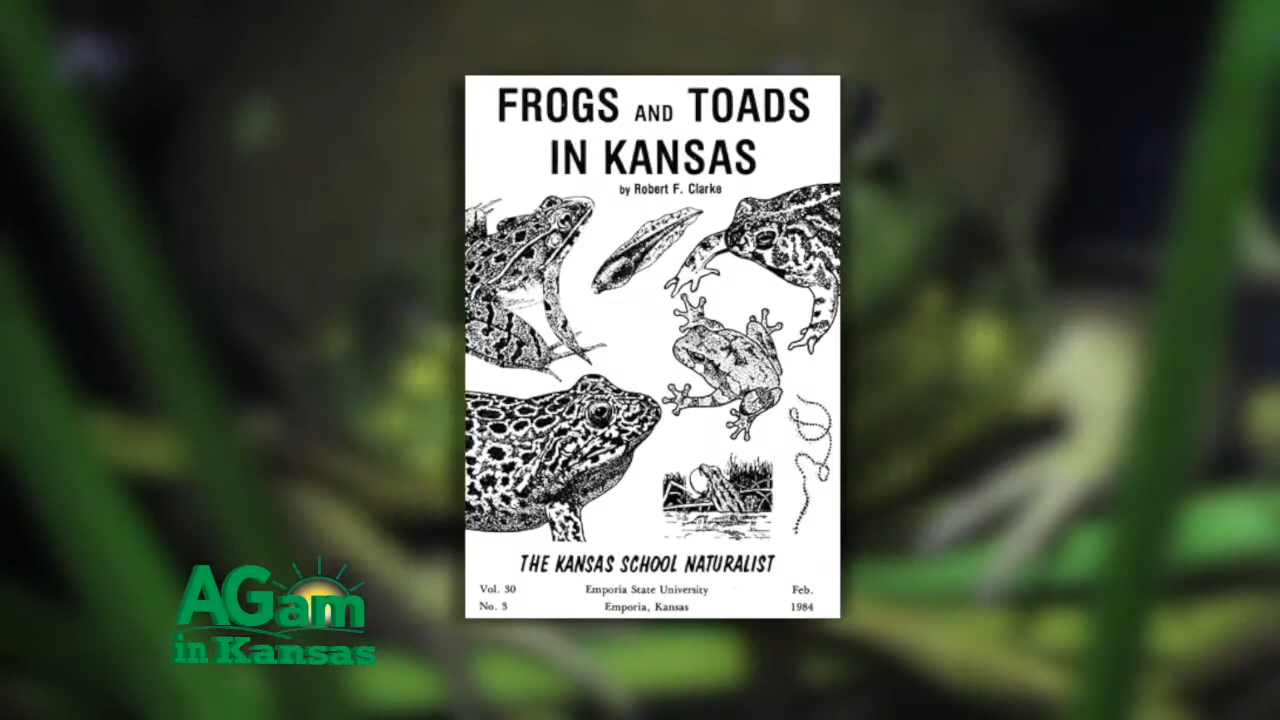 FROGS AND TOADS
IN KANSAS
by Robert F. Clarke
THE KANSAS SCHOOL NATURALIST
Vol. 30 Emporia State University Feb.
No. 3 Emporia, Kansas 1984
AGam
in Kansas